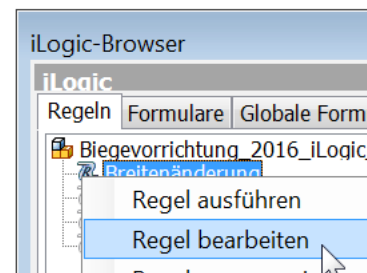 iLogic-Browser
iLogic
Regeln Formulare Globale Form
Biegevorrichtung_2016_iLogic
Breitenänderung
Regel ausführen
Regel bearbeiten